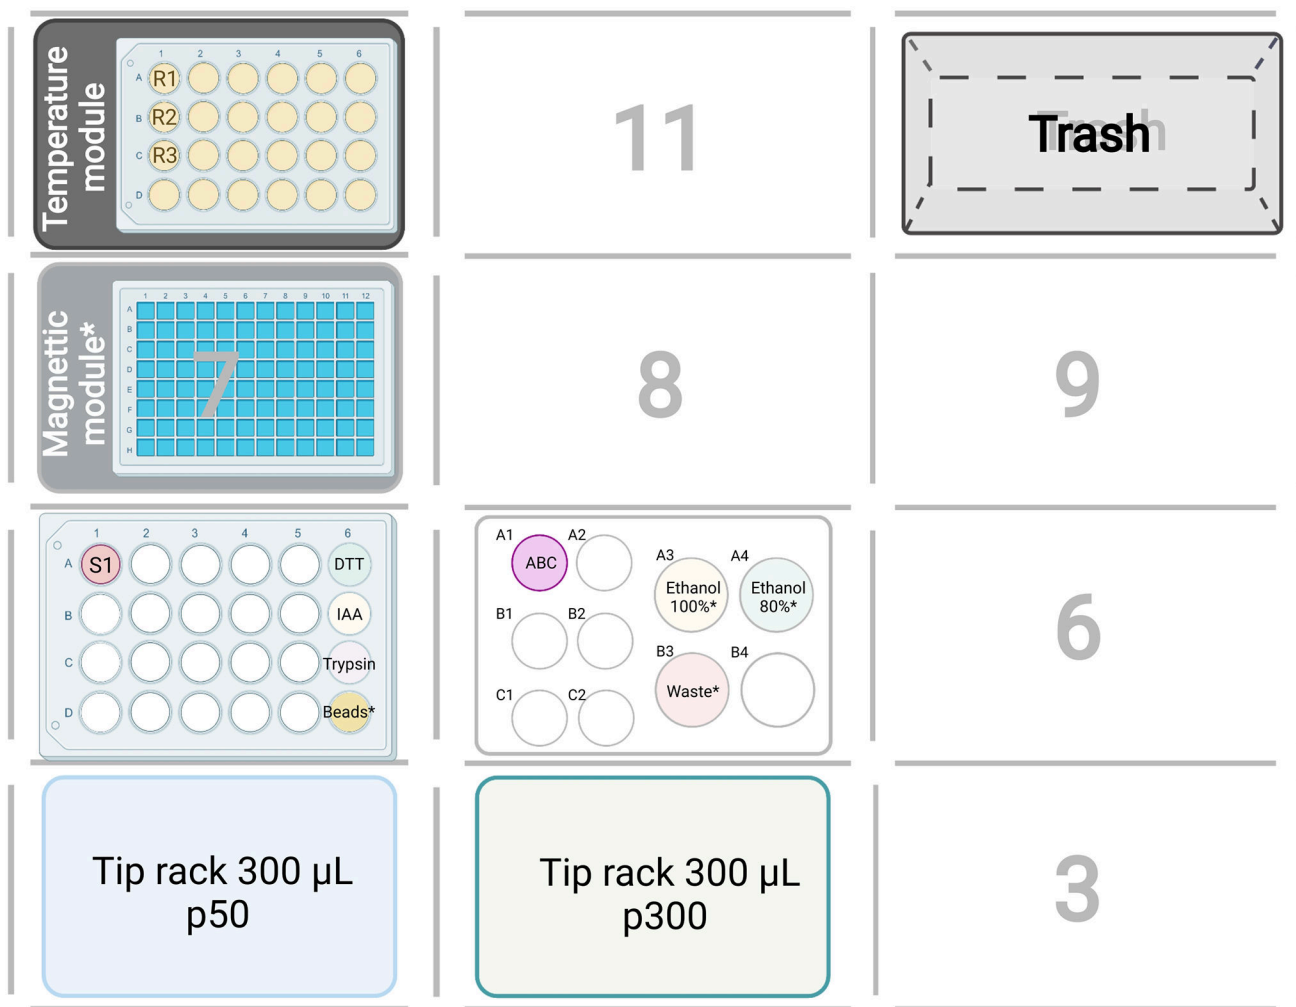 Temperature
module
1 2 3 4 5 6
A R1
B R2
C R3
D
11
Trash
Trash
Magnettic
module*
1 2 3 4 5 6 7 8 9 10 11 12
A
B
C
D
E
F
G
H
7
8
9
1 2 3 4 5 6
A S1 DTT
B IAA
C Trypsin
D Beads*
A1 ABC A2
A3 A4
Ethanol
100%*
Ethanol
80%*
B1 B2
B3 B4
Waste*
C1 C2
6
Tip rack 300 µL
p50
Tip rack 300 µL
p300
3